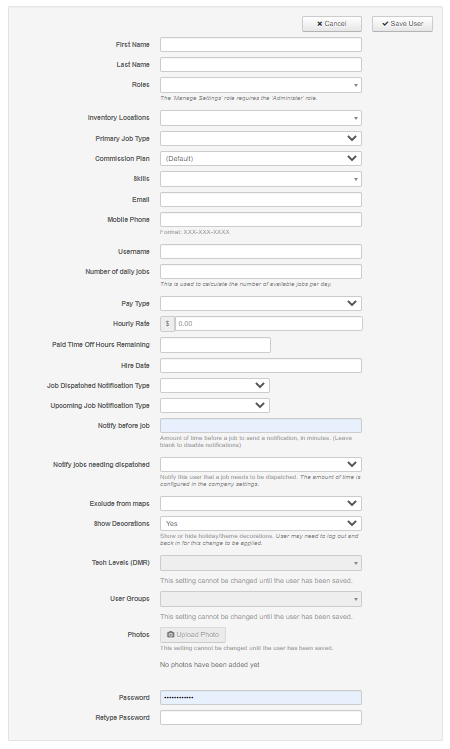 ✖ Cancel ✔ Save User
First Name
Last Name
Roles
The 'Manage Settings' role requires the 'Administer' role.
Inventory Locations
Primary Job Type
Commission Plan (Default)
Skills
Email
Mobile Phone
Format: XXX-XXX-XXXX
Username
Number of daily jobs
This is used to calculate the number of available jobs per day.
Pay Type
Hourly Rate $ 0.00
Paid Time Off Hours Remaining
Hire Date
Job Dispatched Notification Type
Upcoming Job Notification Type
Notify before job
Amount of time before a job to send a notification, in minutes. (Leave
blank to disable notifications)
Notify jobs needing dispatched
Notify this user that a job needs to be dispatched. The amount of time is
configured in the company settings.
Exclude from maps
Show Decorations Yes
Show or hide holiday/theme decorations. User may need to log out and
back in for this change to be applied.
Tech Levels (DMR)
This setting cannot be changed until the user has been saved.
User Groups
This setting cannot be changed until the user has been saved.
Photos Upload Photo
This setting cannot be changed until the user has been saved.
No photos have been added yet
Password ••••••••••••
Retype Password